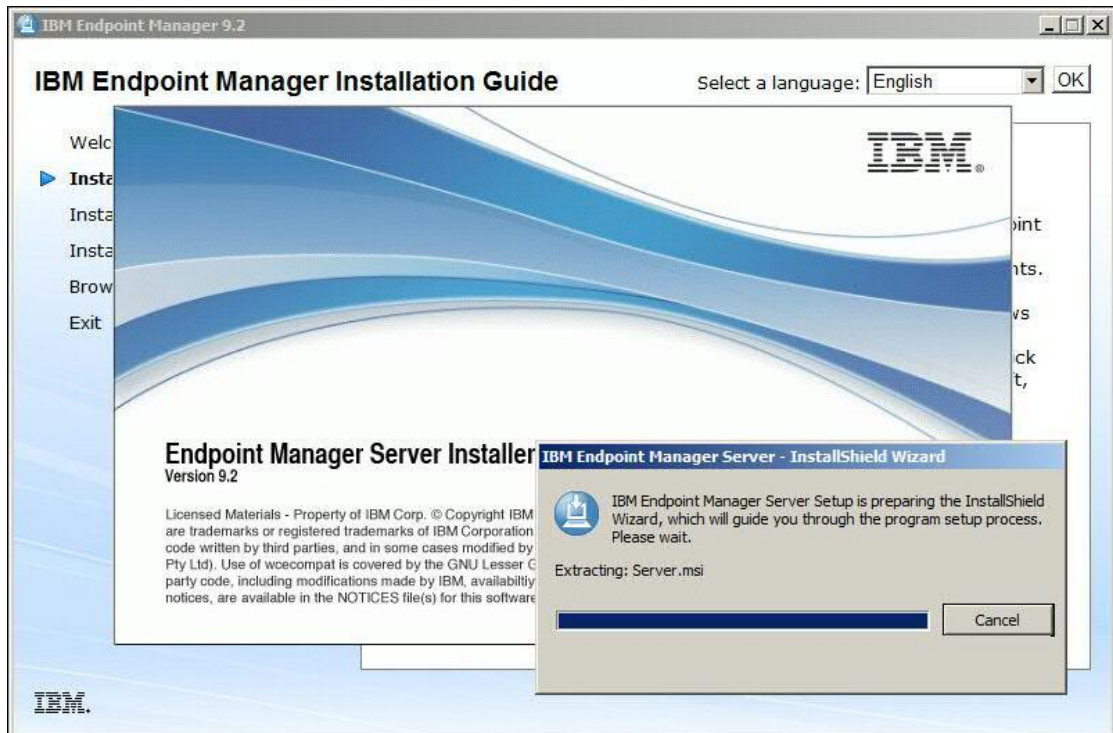 IBM Endpoint Manager 9.2
IBM Endpoint Manager Installation Guide
Select a language: English OK
Welc
Insta
Insta
Insta
Brow
Exit
IBM®
oint
nts.
ws
ck
t,
Endpoint Manager Server Installer
Version 9.2
Licensed Materials - Property of IBM Corp. © Copyright IBM
are trademarks or registered trademarks of IBM Corporation
code written by third parties, and in some cases modified by
Pty Ltd). Use of wcecompat is covered by the GNU Lesser G
party code, including modifications made by IBM, availabiltiy
notices, are available in the NOTICES file(s) for this software
IBM Endpoint Manager Server - InstallShield Wizard
IBM Endpoint Manager Server Setup is preparing the InstallShield
Wizard, which will guide you through the program setup process.
Please wait.
Extracting: Server.msi
Cancel
IBM.